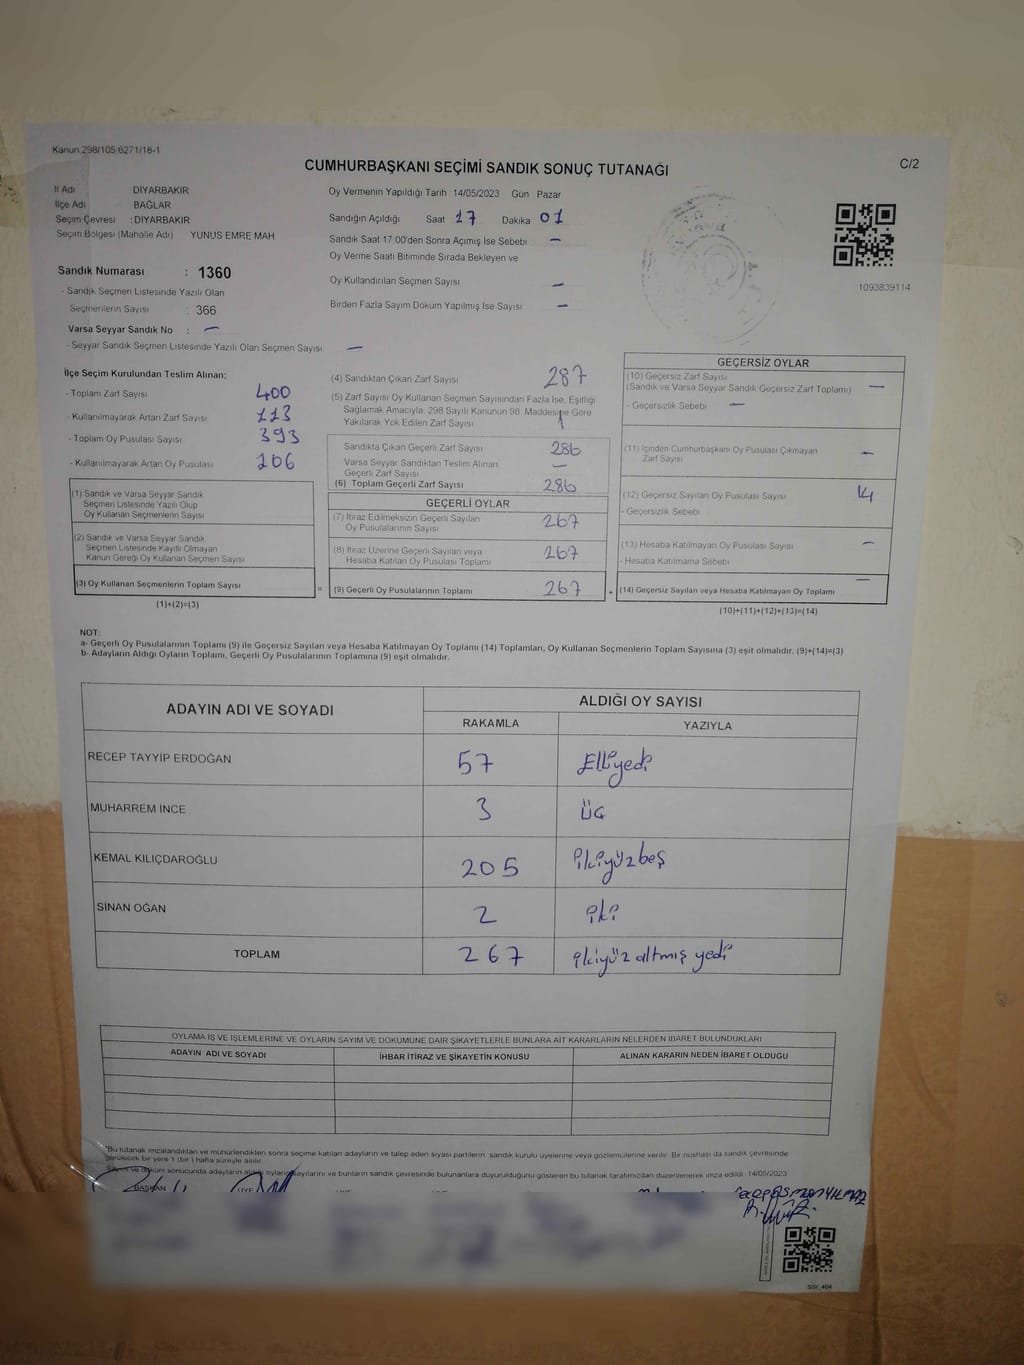 Kanun.298/105.6271/18-1
CUMHURBAŞKANI SEÇİMİ SANDIK SONUÇ TUTANAĞI
C/2
İl Adı DİYARBAKIR
İlçe Adı BAĞLAR
Seçim Çevresi : DİYARBAKIR
Seçim Bölgesi (Mahalle Adı) YUNUS EMRE MAH
Sandık Numarası : 1360
- Sandık Seçmen Listesinde Yazılı Olan
Seçmenlerin Sayısı : 366
Varsa Seyyar Sandık No : —
- Seyyar Sandık Seçmen Listesinde Yazılı Olan Seçmen Sayısı —
Oy Vermenin Yapıldığı Tarih 14/05/2023 Gün Pazar
Sandığın Açıldığı Saat 17 Dakika 01
Sandık Saat 17:00'den Sonra Açılmış İse Sebebi —
Oy Verme Saati Bitiminde Sırada Bekleyen ve
Oy Kullandırılan Seçmen Sayısı —
Birden Fazla Sayım Döküm Yapılmış İse Sayısı —
1093839114
İlçe Seçim Kurulundan Teslim Alınan;
- Toplam Zarf Sayısı 400
- Kullanılmayarak Artan Zarf Sayısı 113
- Toplam Oy Pusulası Sayısı 393
- Kullanılmayarak Artan Oy Pusulası 106
(1) Sandık ve Varsa Seyyar Sandık
Seçmen Listesinde Yazılı Olup
Oy Kullanan Seçmenlerin Sayısı
(2) Sandık ve Varsa Seyyar Sandık
Seçmen Listesinde Kayıtlı Olmayan
Kanun Gereği Oy Kullanan Seçmen Sayısı
(3) Oy Kullanan Seçmenlerin Toplam Sayısı =
(1)+(2)=(3)
(4) Sandıktan Çıkan Zarf Sayısı 287
(5) Zarf Sayısı Oy Kullanan Seçmen Sayısından Fazla İse, Eşitliği
Sağlamak Amacıyla, 298 Sayılı Kanunun 98. Maddesine Göre
Yakılarak Yok Edilen Zarf Sayısı 1
Sandıkta Çıkan Geçerli Zarf Sayısı 286
Varsa Seyyar Sandıktan Teslim Alınan
Geçerli Zarf Sayısı —
(6) Toplam Geçerli Zarf Sayısı 286
GEÇERLİ OYLAR
(7) İtiraz Edilmeksizin Geçerli Sayılan
Oy Pusulalarının Sayısı 267
(8) İtiraz Üzerine Geçerli Sayılan veya
Hesaba Katılan Oy Pusulası Toplamı 267
(9) Geçerli Oy Pusulalarının Toplamı 267 +
GEÇERSİZ OYLAR
(10) Geçersiz Zarf Sayısı
(Sandık ve Varsa Seyyar Sandık Geçersiz Zarf Toplamı) —
- Geçersizlik Sebebi —
(11) İçinden Cumhurbaşkanı Oy Pusulası Çıkmayan
Zarf Sayısı —
(12) Geçersiz Sayılan Oy Pusulası Sayısı 14
- Geçersizlik Sebebi
(13) Hesaba Katılmayan Oy Pusulası Sayısı —
- Hesaba Katılmama Sebebi
(14) Geçersiz Sayılan veya Hesaba Katılmayan Oy Toplamı —
(10)+(11)+(12)+(13)=(14)
NOT:
a- Geçerli Oy Pusulalarının Toplamı (9) ile Geçersiz Sayılan veya Hesaba Katılmayan Oy Toplamı (14) Toplamları, Oy Kullanan Seçmenlerin Toplam Sayısına (3) eşit olmalıdır. (9)+(14)=(3)
b- Adayların Aldığı Oyların Toplamı, Geçerli Oy Pusulalarının Toplamına (9) eşit olmalıdır.
ADAYIN ADI VE SOYADI
ALDIĞI OY SAYISI
RAKAMLA YAZIYLA
RECEP TAYYİP ERDOĞAN 57 Elliyedi
MUHARREM İNCE 3 üç
KEMAL KILIÇDAROĞLU 205 ikiyüzbeş
SİNAN OĞAN 2 iki
TOPLAM 267 ikiyüz altmış yedi
OYLAMA İŞ VE İŞLEMLERİNE VE OYLARIN SAYIM VE DÖKÜMÜNE DAİR ŞİKAYETLERLE BUNLARA AİT KARARLARIN NELERDEN İBARET BULUNDUKLARI
ADAYIN ADI VE SOYADI İHBAR İTİRAZ VE ŞİKAYETİN KONUSU ALINAN KARARIN NEDEN İBARET OLDUĞU
*Bu tutanak imzalandıktan ve mühürlendikten sonra seçime katılan adayların ve talep eden siyasi partilerin sandık kurulu üyelerine veya gözlemcilerine verilir. Bir nüshası da sandık çevresinde
görülecek bir yere 1 (bir) hafta süreyle asılır.
Sayım ve döküm sonucunda adayların aldığı oyların sayılarını ve bunların sandık çevresinde bulunanlara duyurulduğunu gösteren bu tutanak tarafımızdan düzenlenerek imza edildi. 14/05/2023
BAŞKAN ÜYE